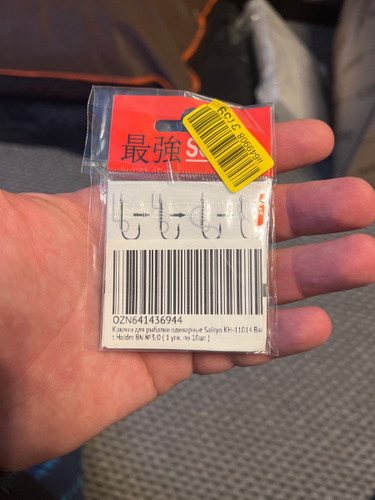 最強
OZN641436944
Крючки для рыбалки одинарные Saikyo KH-11014 Bai
t Holder BN №3/0 ( 1 упк. по 10шт.)